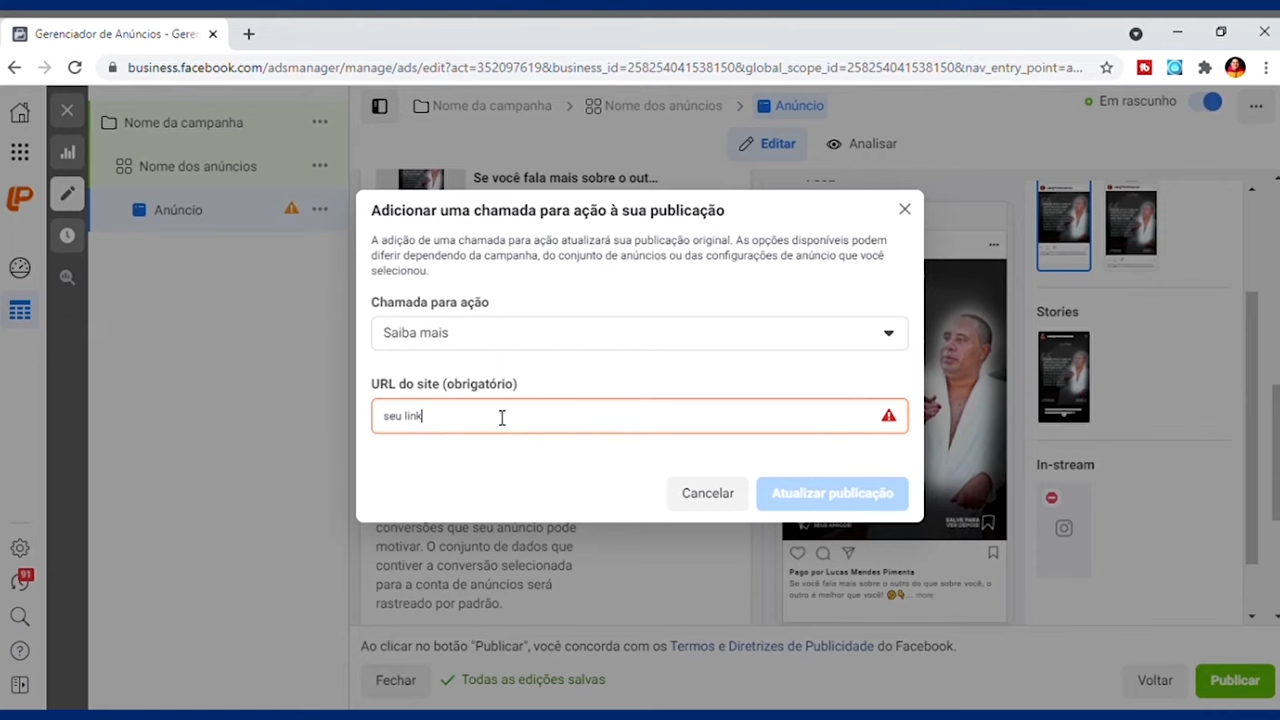 Gerenciador de Anúncios - Geren
business.facebook.com/adsmanager/manage/ads/edit?act=352097619&business_id=258254041538150&global_scope_id=258254041538150&nav_entry_point=a...
Nome da campanha
Nome dos anúncios
Anúncio
Em rascunho
Nome da campanha
Editar
Analisar
Nome dos anúncios
Se você fala mais sobre o out...
Anúncio
Adicionar uma chamada para ação à sua publicação
A adição de uma chamada para ação atualizará sua publicação original. As opções disponíveis podem
diferir dependendo da campanha, do conjunto de anúncios ou das configurações de anúncio que você
selecionou.
Chamada para ação
Saiba mais
URL do site (obrigatório)
seu link
Cancelar
Atualizar publicação
Stories
In-stream
conversões que seu anúncio pode
motivar. O conjunto de dados que
contiver a conversão selecionada
para a conta de anúncios será
rastreado por padrão.
SALVE PARA
VER DEPOIS
Pago por Lucas Mendes Pimenta
Se você fala mais sobre o outro do que sobre você, o
outro é melhor que você! ... more
91
Ao clicar no botão "Publicar", você concorda com os Termos e Diretrizes de Publicidade do Facebook.
Fechar
Todas as edições salvas
Voltar
Publicar